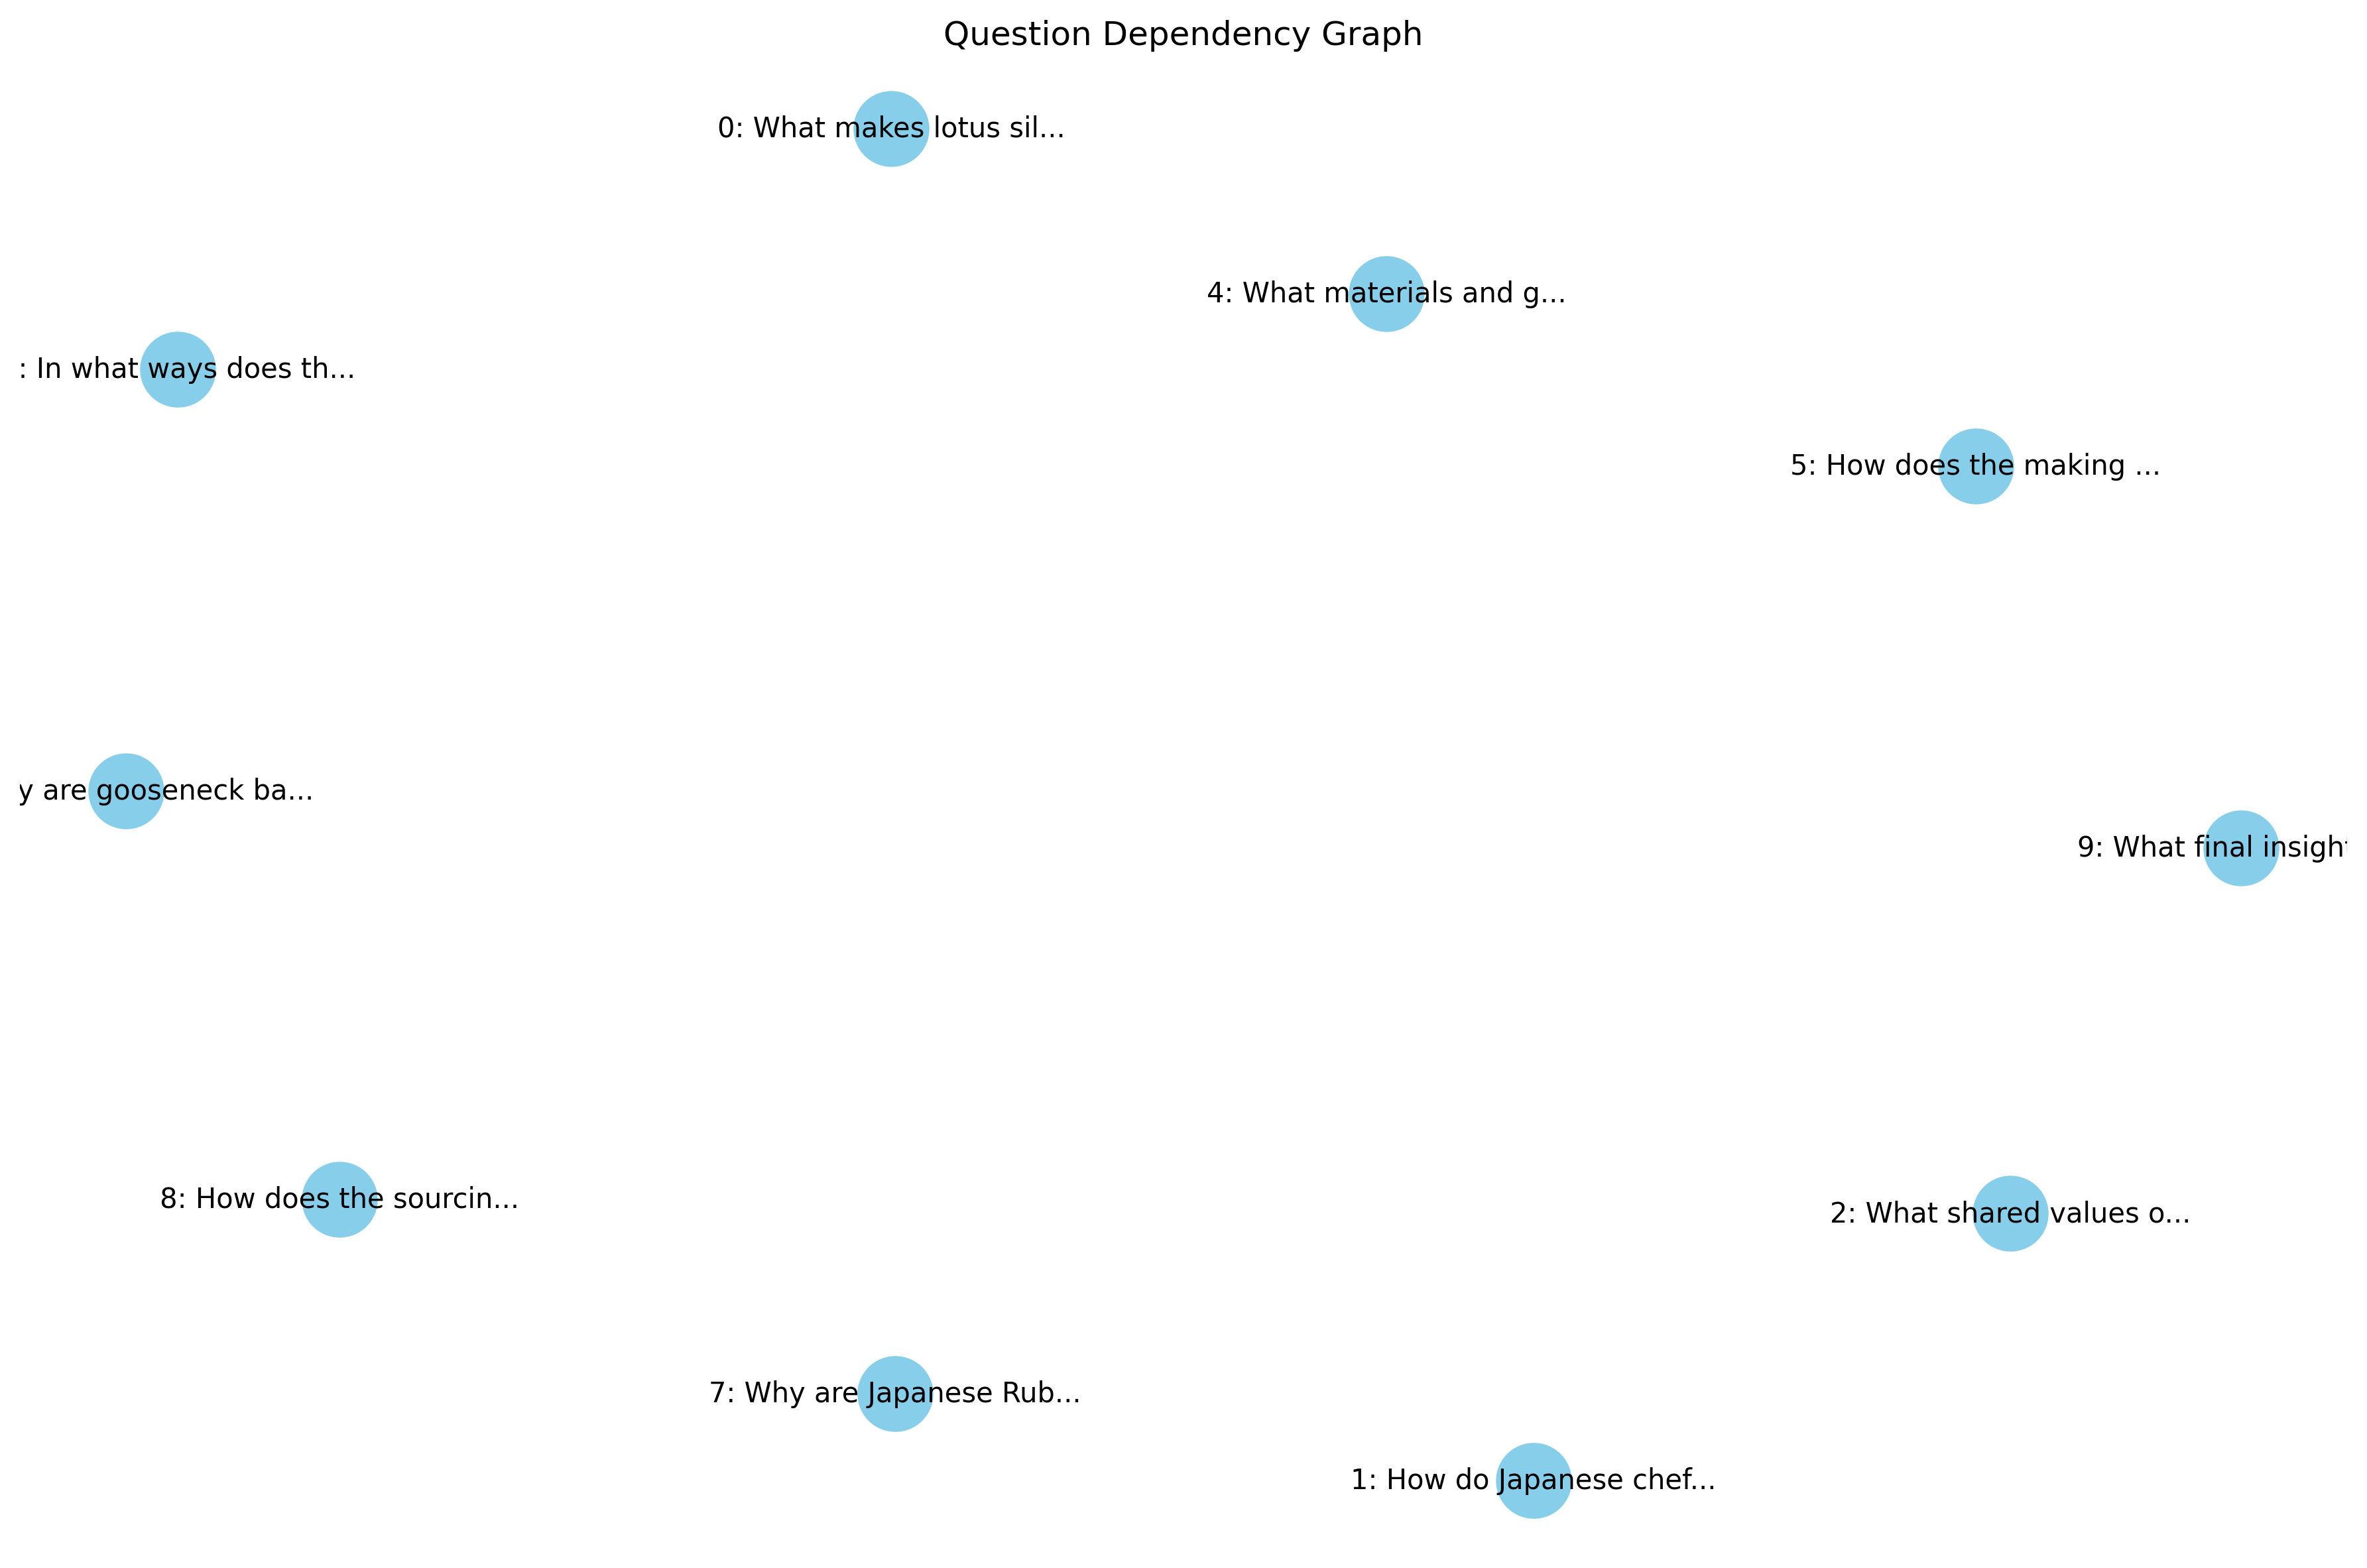 Question Dependency Graph
0: What makes lotus sil...
4: What materials and g...
: In what ways does th...
5: How does the making ...
y are gooseneck ba...
9: What final insight
8: How does the sourcin...
2: What shared values o...
7: Why are Japanese Rub...
1: How do Japanese chef...